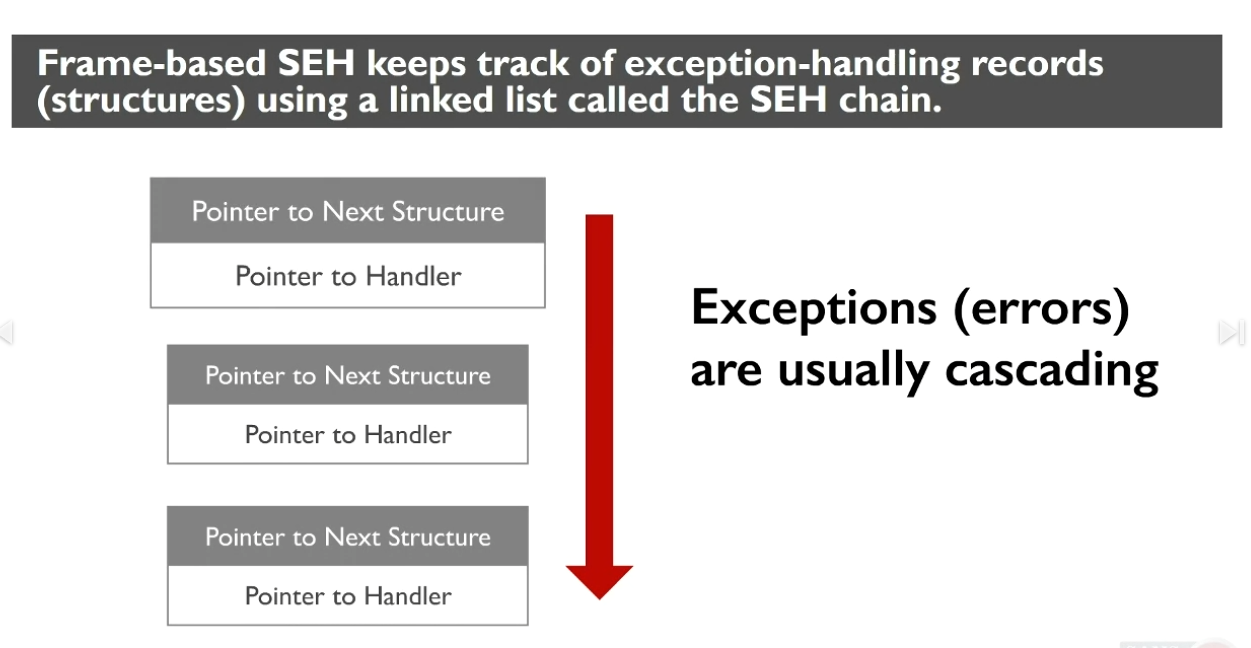 Frame-based SEH keeps track of exception-handling records
(structures) using a linked list called the SEH chain.
Pointer to Next Structure
Pointer to Handler
Pointer to Next Structure
Pointer to Handler
Pointer to Next Structure
Pointer to Handler
Exceptions (errors)
are usually cascading